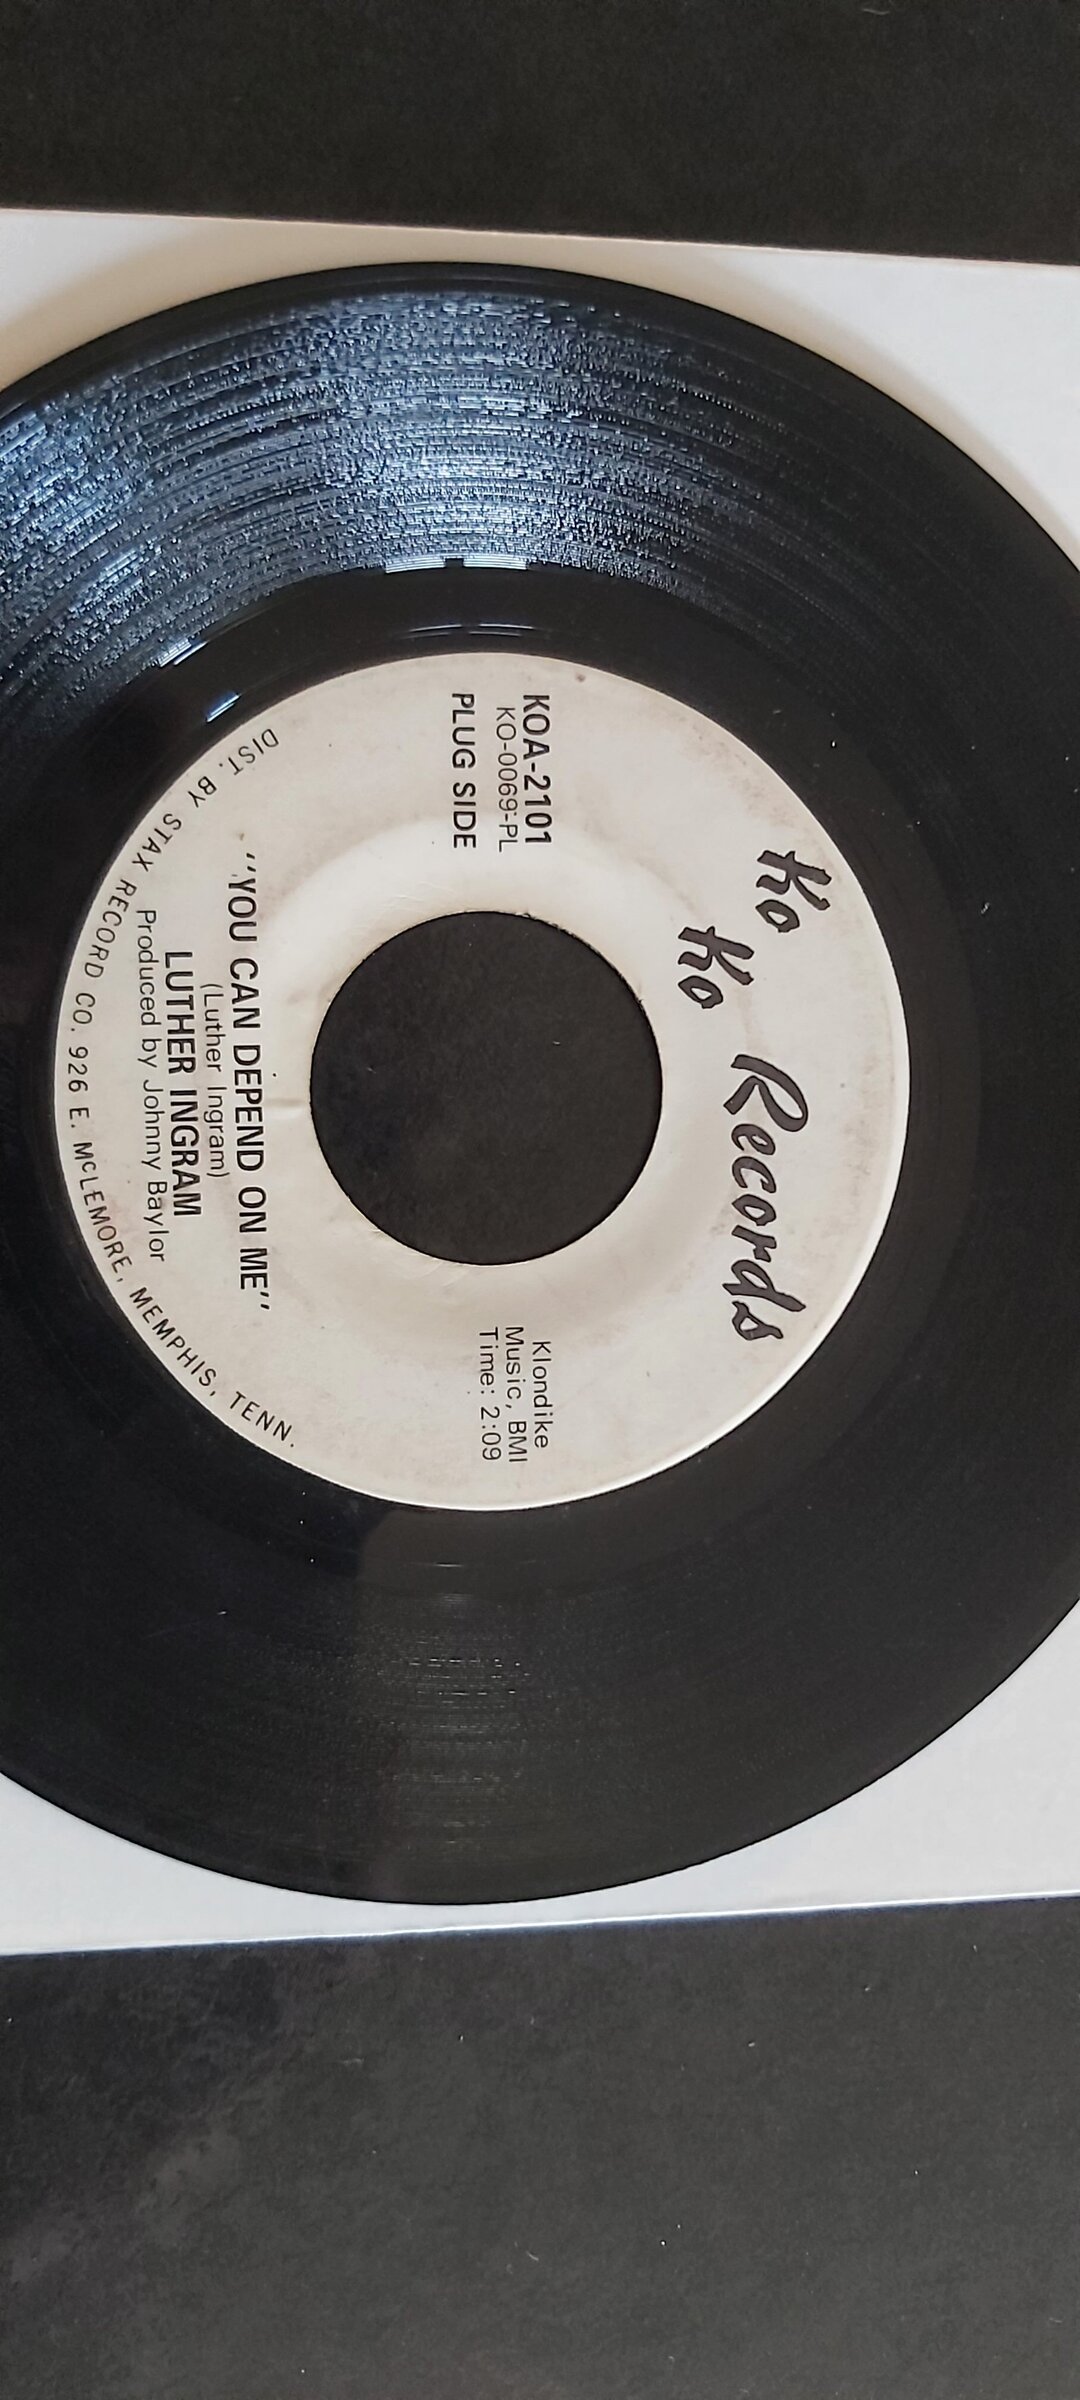 Ko
Ko Records
KOA-2101
KO-0069-PL
PLUG SIDE
Klondike
Music, BMI
Time: 2:09
"YOU CAN DEPEND ON ME"
(Luther Ingram)
LUTHER INGRAM
Produced by Johnny Baylor
DIST. BY STAX RECORD CO. 926 E. McLEMORE, MEMPHIS, TENN.